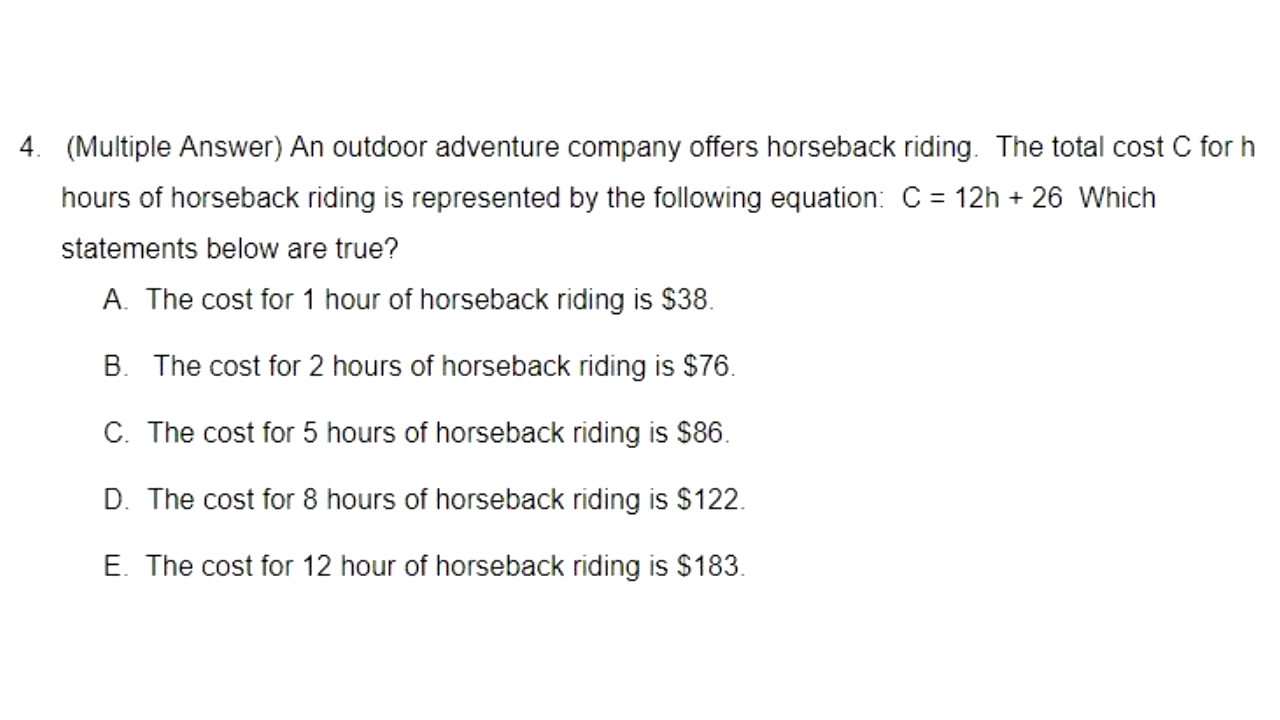 4. (Multiple Answer) An outdoor adventure company offers horseback riding. The total cost C for h
hours of horseback riding is represented by the following equation: C = 12h + 26 Which
statements below are true?
A. The cost for 1 hour of horseback riding is $38.
B. The cost for 2 hours of horseback riding is $76.
C. The cost for 5 hours of horseback riding is $86.
D. The cost for 8 hours of horseback riding is $122.
E. The cost for 12 hour of horseback riding is $183.